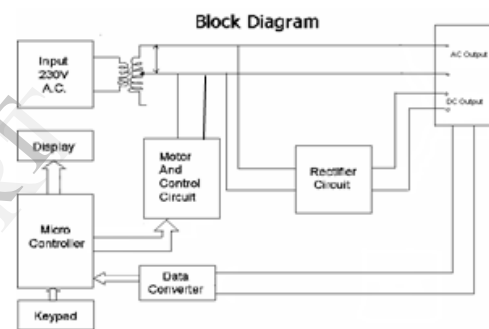 Block Diagram
Input
230V
A.C.
AC Output
DC Output
Display
Motor
And
Control
Circuit
Rectifier
Circuit
Micro
Controller
Data
Converter
Keypad